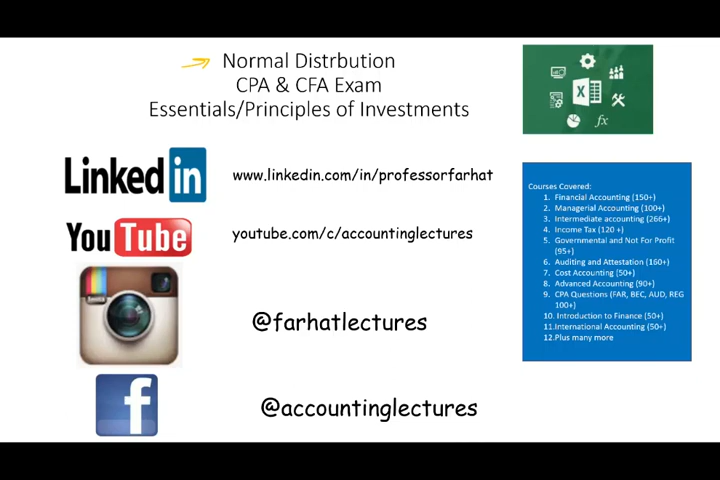 Normal Distrbution
CPA & CFA Exam
Essentials/Principles of Investments
Linked in
www.linkedin.com/in/professorfarhat
YouTube
youtube.com/c/accountinglectures
@farhatlectures
f
@accountinglectures
X
fx
Courses Covered:
1. Financial Accounting (150+)
2. Managerial Accounting (100+)
3. Intermediate accounting (266+)
4. Income Tax (120 +)
5. Governmental and Not For Profit
(95+)
6. Auditing and Attestation (160+)
7. Cost Accounting (50+)
8. Advanced Accounting (90+)
9. CPA Questions (FAR, BEC, AUD, REG
100+)
10. Introduction to Finance (50+)
11.International Accounting (50+)
12.Plus many more